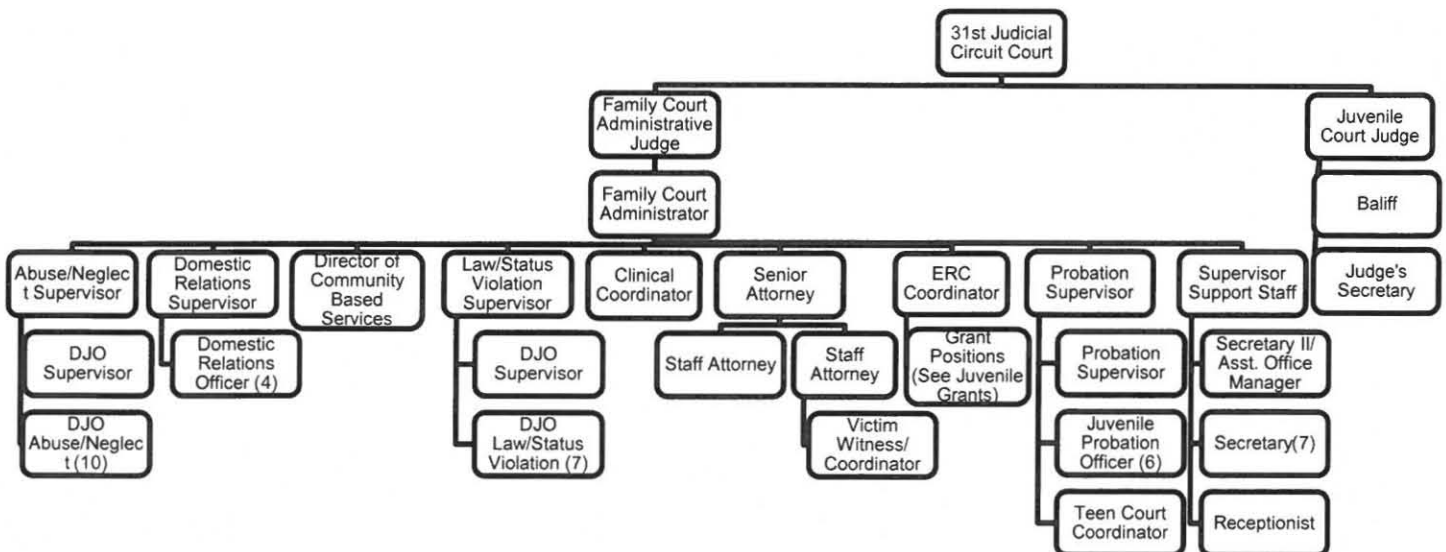 31st Judicial
Circuit Court
Family Court
Administrative
Judge
Juvenile
Court Judge
Family Court
Administrator
Baliff
Judge's
Secretary
Abuse/Neglec
t Supervisor
Domestic
Relations
Supervisor
Director of
Community
Based
Services
Law/Status
Violation
Supervisor
Clinical
Coordinator
Senior
Attorney
ERC
Coordinator
Probation
Supervisor
Supervisor
Support Staff
DJO
Supervisor
Domestic
Relations
Officer (4)
DJO
Supervisor
Staff Attorney
Staff
Attorney
Grant
Positions
(See Juvenile
Grants)
Probation
Supervisor
Secretary II/
Asst. Office
Manager
DJO
Abuse/Neglec
t (10)
DJO
Law/Status
Violation (7)
Victim
Witness/
Coordinator
Juvenile
Probation
Officer (6)
Secretary(7)
Teen Court
Coordinator
Receptionist